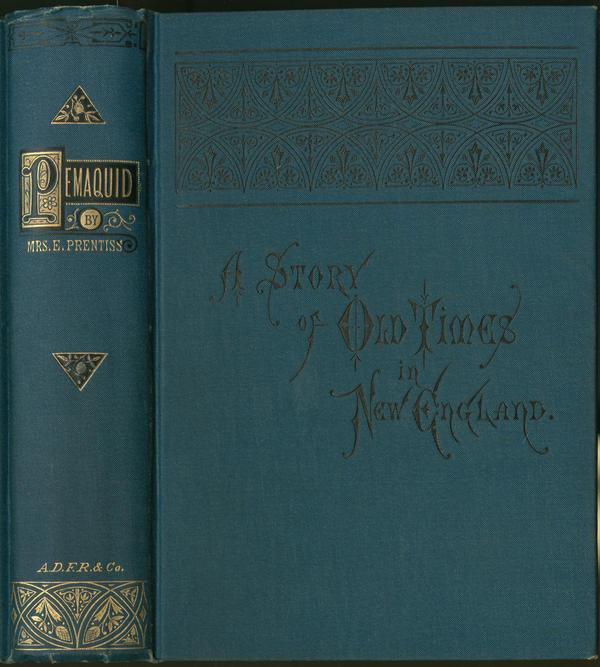 PEMAQUID
BY
MRS. E. PRENTISS
A.D.F.R. & Co.
A STORY
of OLD TIMES
in
NEW ENGLAND.